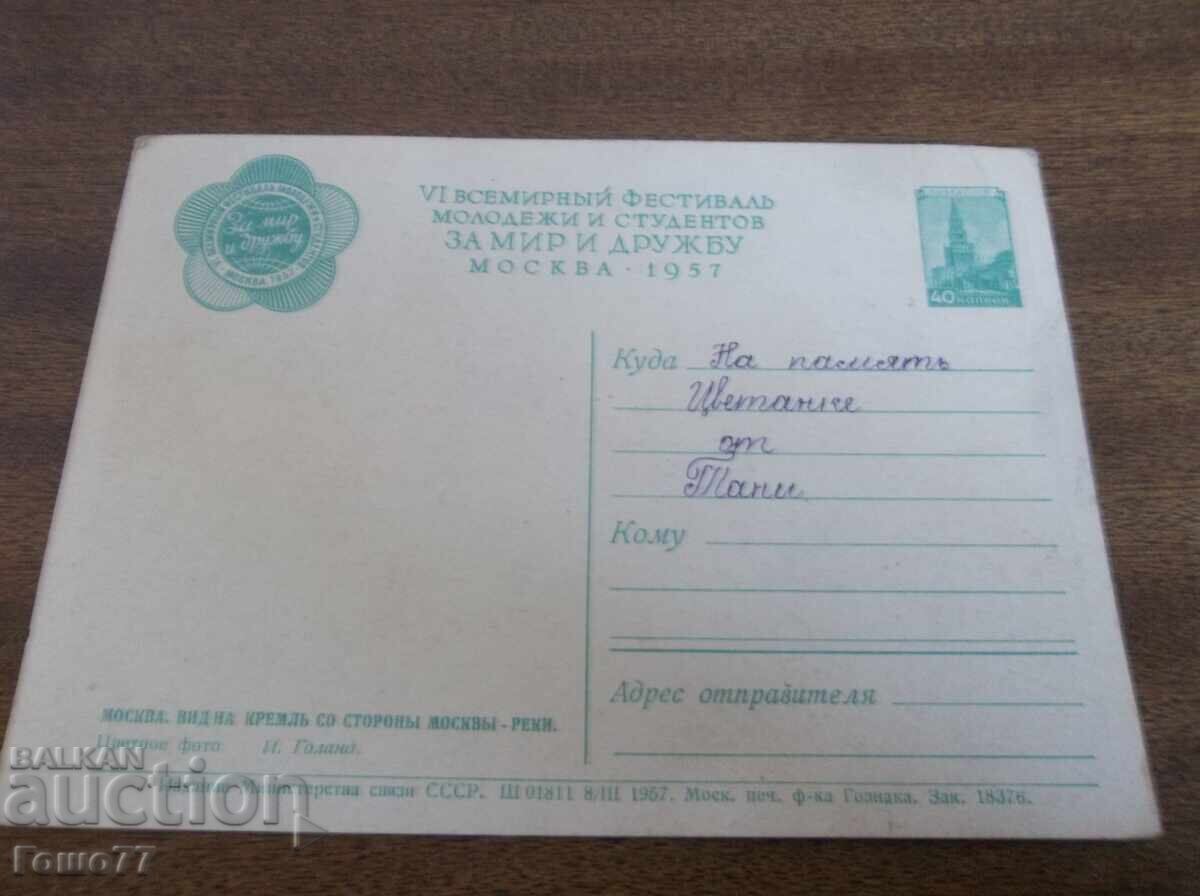 VI ВСЕМИРНЫЙ ФЕСТИВАЛЬ
МОЛОДЕЖИ И СТУДЕНТОВ
ЗА МИР И ДРУЖБУ
МОСКВА · 1957
За мир
и дружбу
МОСКВА 1957
40 КОПЕЕК
Куда На память
Цветанке
от
Тани
Кому
Адрес отправителя
МОСКВА. ВИД НА КРЕМЛЬ СО СТОРОНЫ МОСКВЫ-РЕКИ.
Цветное фото И. Голанд.
Министерства связи СССР. Ш 01811 8/III 1957. Моск. печ. ф-ка Гознака. Зак. 18376.
BALKAN
auction
Гошо77